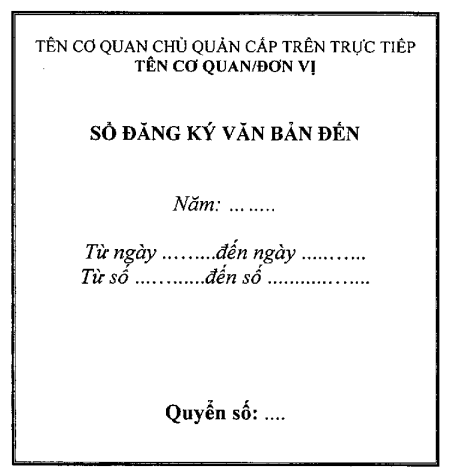 TÊN CƠ QUAN CHỦ QUẢN CẤP TRÊN TRỰC TIẾP
TÊN CƠ QUAN/ĐƠN VỊ
SỔ ĐĂNG KÝ VĂN BẢN ĐẾN
Năm: ........
Từ ngày ..........đến ngày ...........
Từ số ............đến số ..................
Quyển số: ....